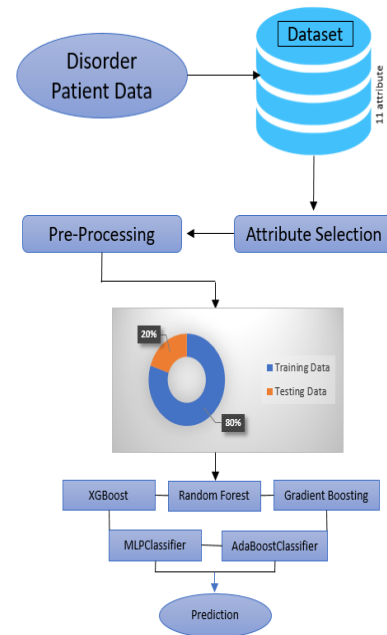 Dataset
Disorder
Patient Data
11 attribute
Pre-Processing
Attribute Selection
20%
Training Data
Testing Data
80%
XGBoost
Random Forest
Gradient Boosting
MLPClassifier
AdaBoostClassifier
Prediction